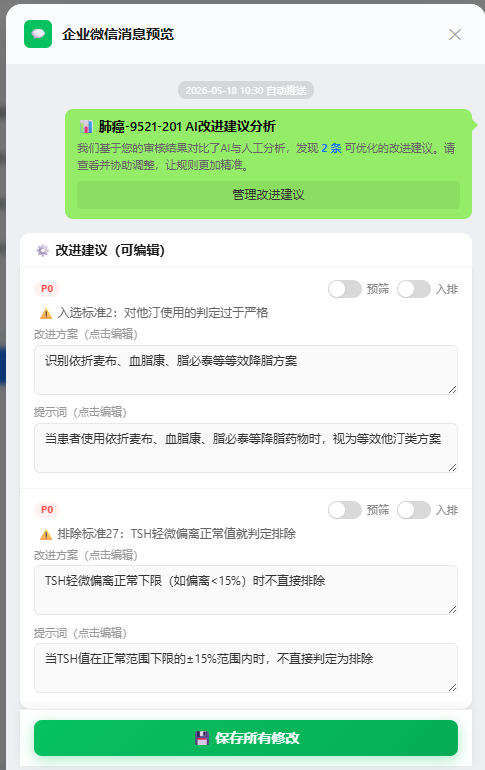 企业微信消息预览
2026-05-18 10:30 自动推送
肺癌-9521-201 AI改进建议分析
我们基于您的审核结果对比了AI与人工分析，发现 2 条 可优化的改进建议。请
查看并协助调整，让规则更加精准。
管理改进建议
改进建议（可编辑）
P0 预筛 入排
入选标准2：对他汀使用的判定过于严格
改进方案（点击编辑）
识别依折麦布、血脂康、脂必泰等等效降脂方案
提示词（点击编辑）
当患者使用依折麦布、血脂康、脂必泰等降脂药物时，视为等效他汀类方案
P0 预筛 入排
排除标准27：TSH轻微偏离正常值就判定排除
改进方案（点击编辑）
TSH轻微偏离正常下限（如偏离<15%）时不直接排除
提示词（点击编辑）
当TSH值在正常范围下限的±15%范围内时，不直接判定为排除
保存所有修改